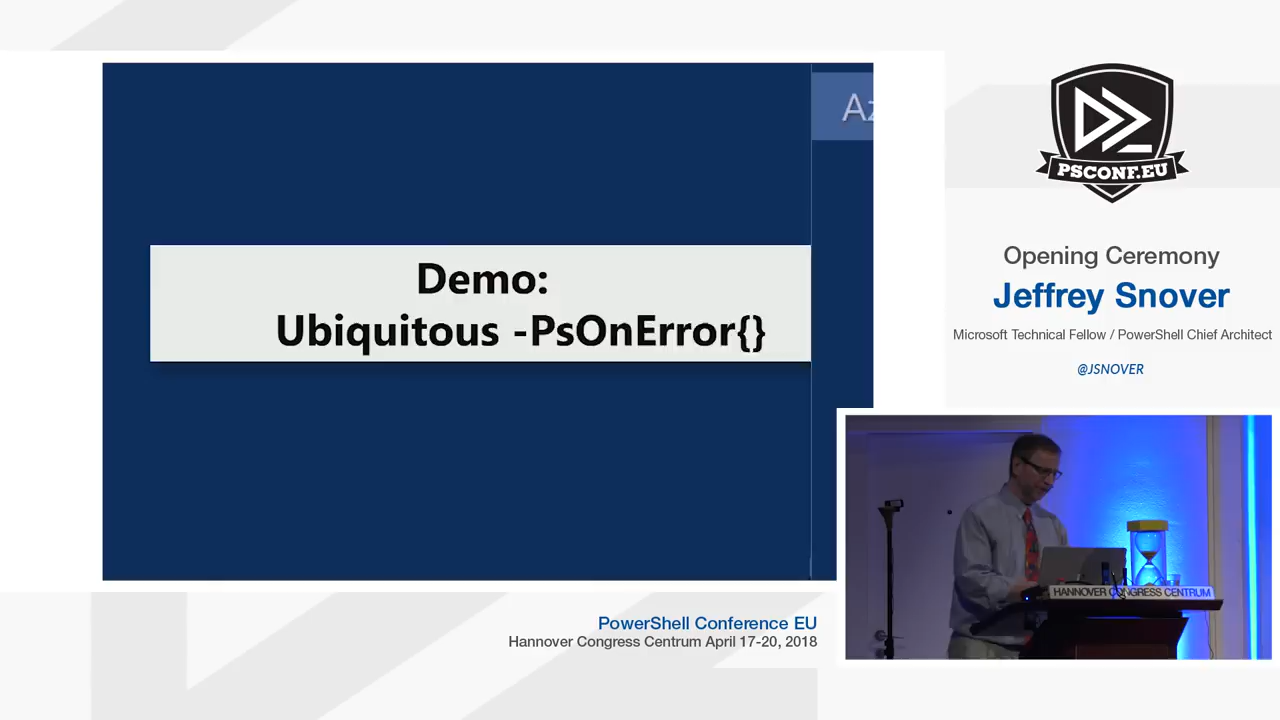 Az
Demo:
Ubiquitous -PsOnError{}
PSCONF.EU
Opening Ceremony
Jeffrey Snover
Microsoft Technical Fellow / PowerShell Chief Architect
@JSNOVER
HANNOVER CONGRESS CENTRUM
PowerShell Conference EU
Hannover Congress Centrum April 17-20, 2018